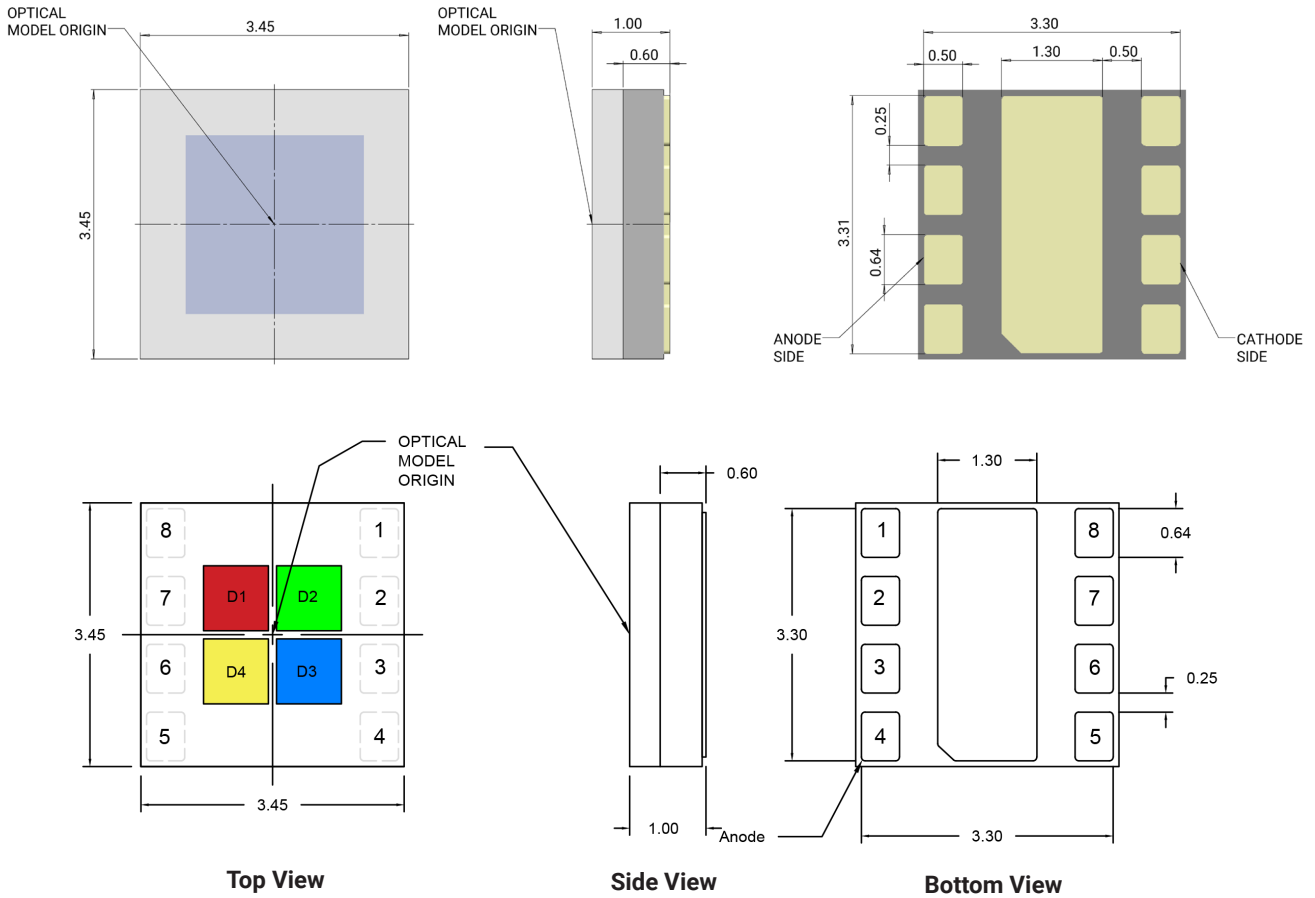 OPTICAL
MODEL ORIGIN
3.45
3.45
OPTICAL
MODEL ORIGIN
1.00
0.60
3.30
0.50
1.30
0.50
0.25
3.31
0.64
ANODE
SIDE
CATHODE
SIDE
OPTICAL
MODEL
ORIGIN
8
1
7
2
6
3
5
4
D1
D2
D4
D3
3.45
3.45
0.60
1.00
1.30
1
8
2
7
3
6
4
5
0.64
3.30
0.25
Anode
3.30
Top View
Side View
Bottom View